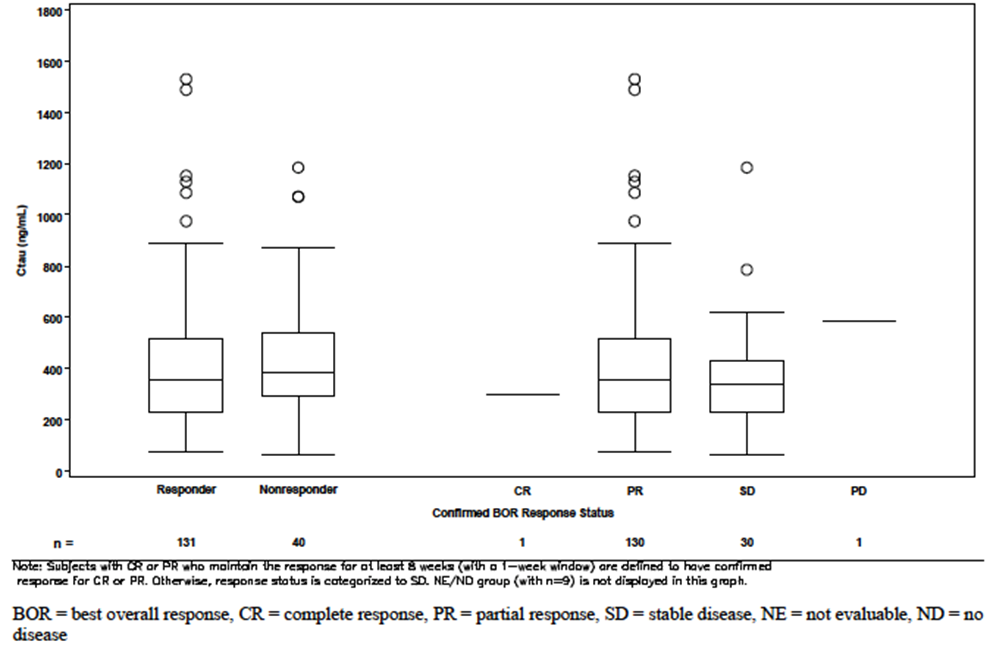 1800
1600
1400
1200
1000
800
600
400
200
0
Ctau (ng/mL)
Responder Nonresponder CR PR SD PD
Confirmed BOR Response Status
n = 131 40 1 130 30 1
Note: Subjects with CR or PR who maintain the response for at least 8 weeks (with a 1-week window) are defined to have confirmed
response for CR or PR. Otherwise, response status is categorized to SD. NE/ND group (with n=9) is not displayed in this graph.
BOR = best overall response, CR = complete response, PR = partial response, SD = stable disease, NE = not evaluable, ND = no
disease